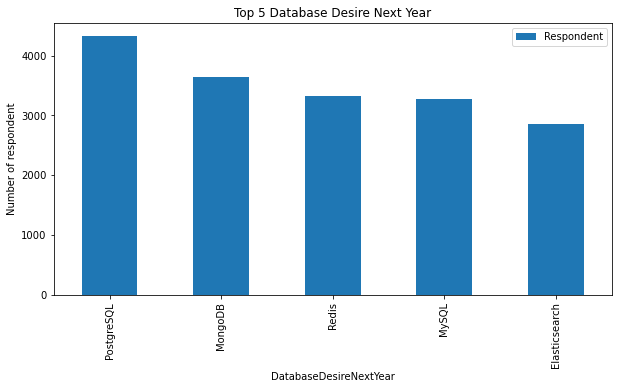 Top 5 Database Desire Next Year
Respondent
Number of respondent
4000
3000
2000
1000
0
PostgreSQL
MongoDB
Redis
MySQL
Elasticsearch
DatabaseDesireNextYear